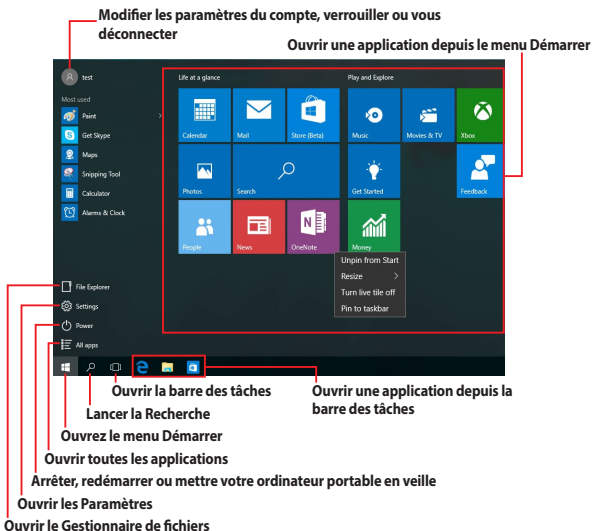 Modifier les paramètres du compte, verrouiller ou vous
déconnecter
Ouvrir une application depuis le menu Démarrer
test
Most used
Paint
Get Skype
Maps
Snipping Tool
Calculator
Alarms & Clock
File Explorer
Settings
Power
All apps
Life at a glance
Calendar
Mail
Store (Beta)
Photos
Search
People
News
OneNote
Play and Explore
Music
Movies & TV
Xbox
Get Started
Feedback
Money
Unpin from Start
Resize
Turn live tile off
Pin to taskbar
Ouvrir la barre des tâches
Ouvrir une application depuis la
barre des tâches
Lancer la Recherche
Ouvrez le menu Démarrer
Ouvrir toutes les applications
Arrêter, redémarrer ou mettre votre ordinateur portable en veille
Ouvrir les Paramètres
Ouvrir le Gestionnaire de fichiers